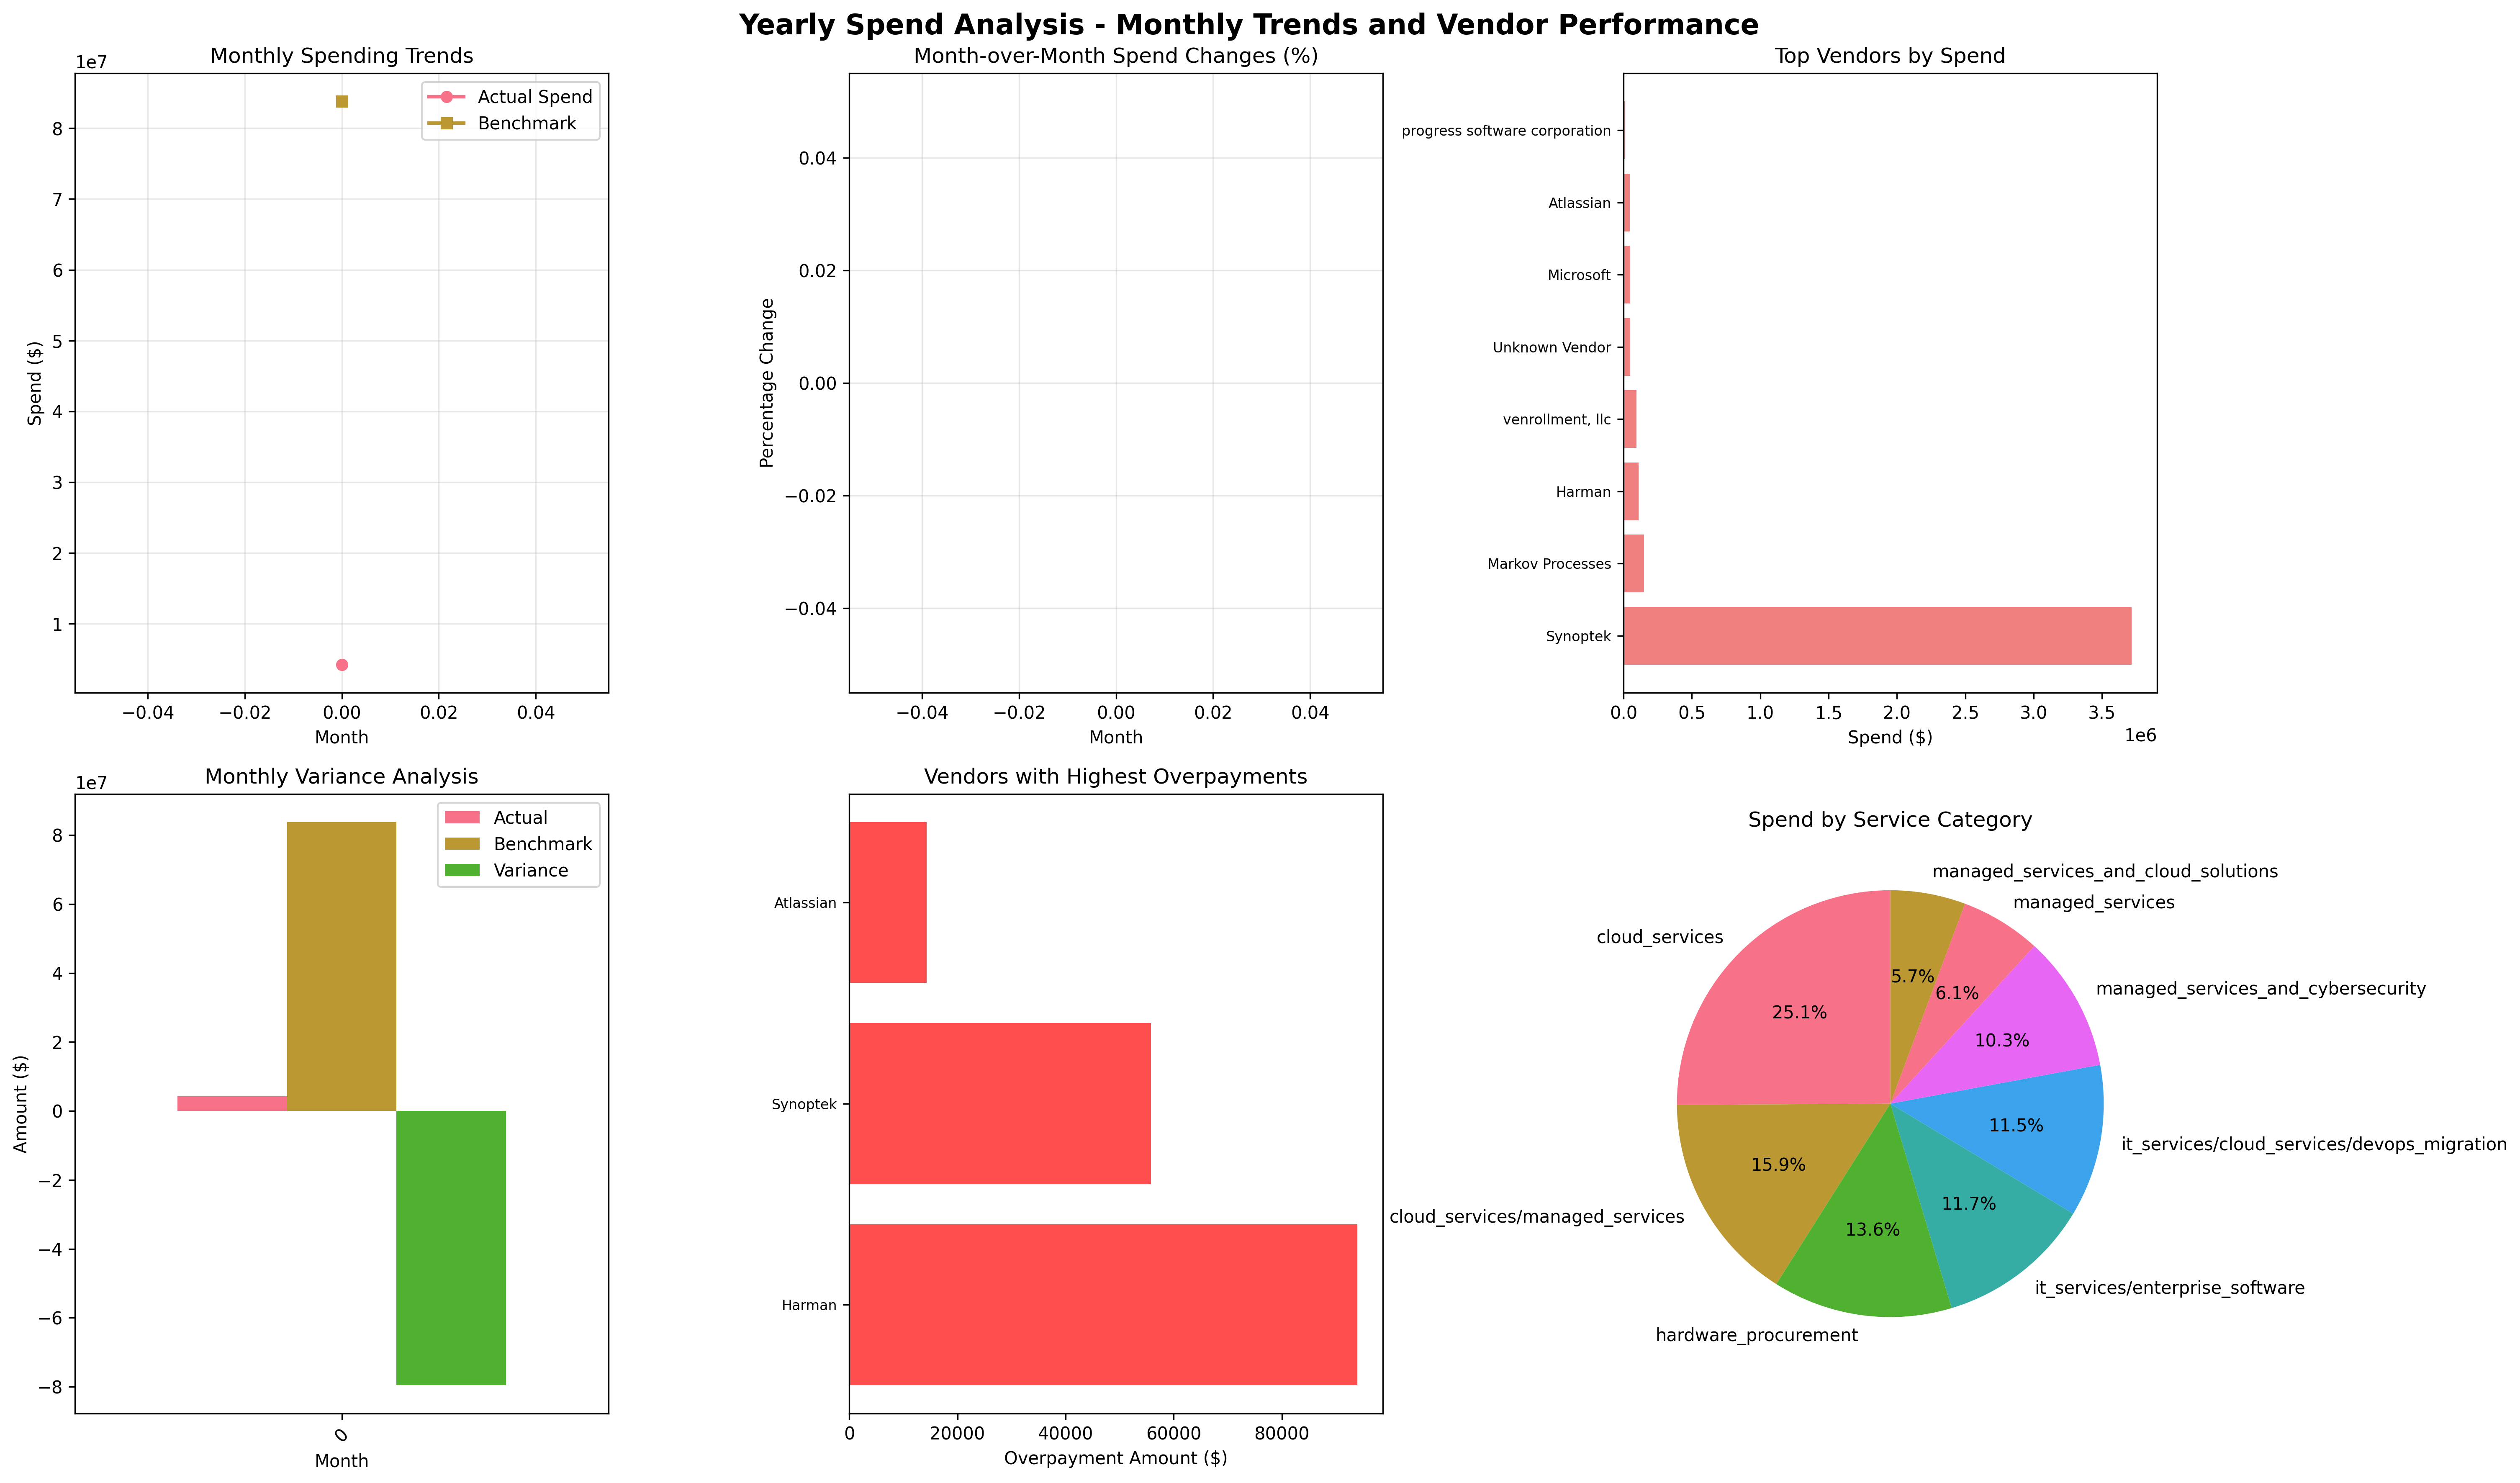 Yearly Spend Analysis - Monthly Trends and Vendor Performance
Monthly Spending Trends
1e7
Actual Spend
Benchmark
8
7
6
5
4
3
2
1
Spend ($)
−0.04 −0.02 0.00 0.02 0.04
Month
Month-over-Month Spend Changes (%)
0.04
0.02
0.00
−0.02
−0.04
Percentage Change
−0.04 −0.02 0.00 0.02 0.04
Month
Top Vendors by Spend
progress software corporation
Atlassian
Microsoft
Unknown Vendor
venrollment, llc
Harman
Markov Processes
Synoptek
0.0 0.5 1.0 1.5 2.0 2.5 3.0 3.5
Spend ($)
1e6
Monthly Variance Analysis
1e7
Actual
Benchmark
Variance
8
6
4
2
0
−2
−4
−6
−8
Amount ($)
0
Month
Vendors with Highest Overpayments
Atlassian
Synoptek
Harman
0 20000 40000 60000 80000
Overpayment Amount ($)
Spend by Service Category
managed_services_and_cloud_solutions
managed_services
cloud_services
managed_services_and_cybersecurity
5.7%
6.1%
25.1%
10.3%
11.5%
it_services/cloud_services/devops_migration
15.9%
11.7%
cloud_services/managed_services
13.6%
it_services/enterprise_software
hardware_procurement